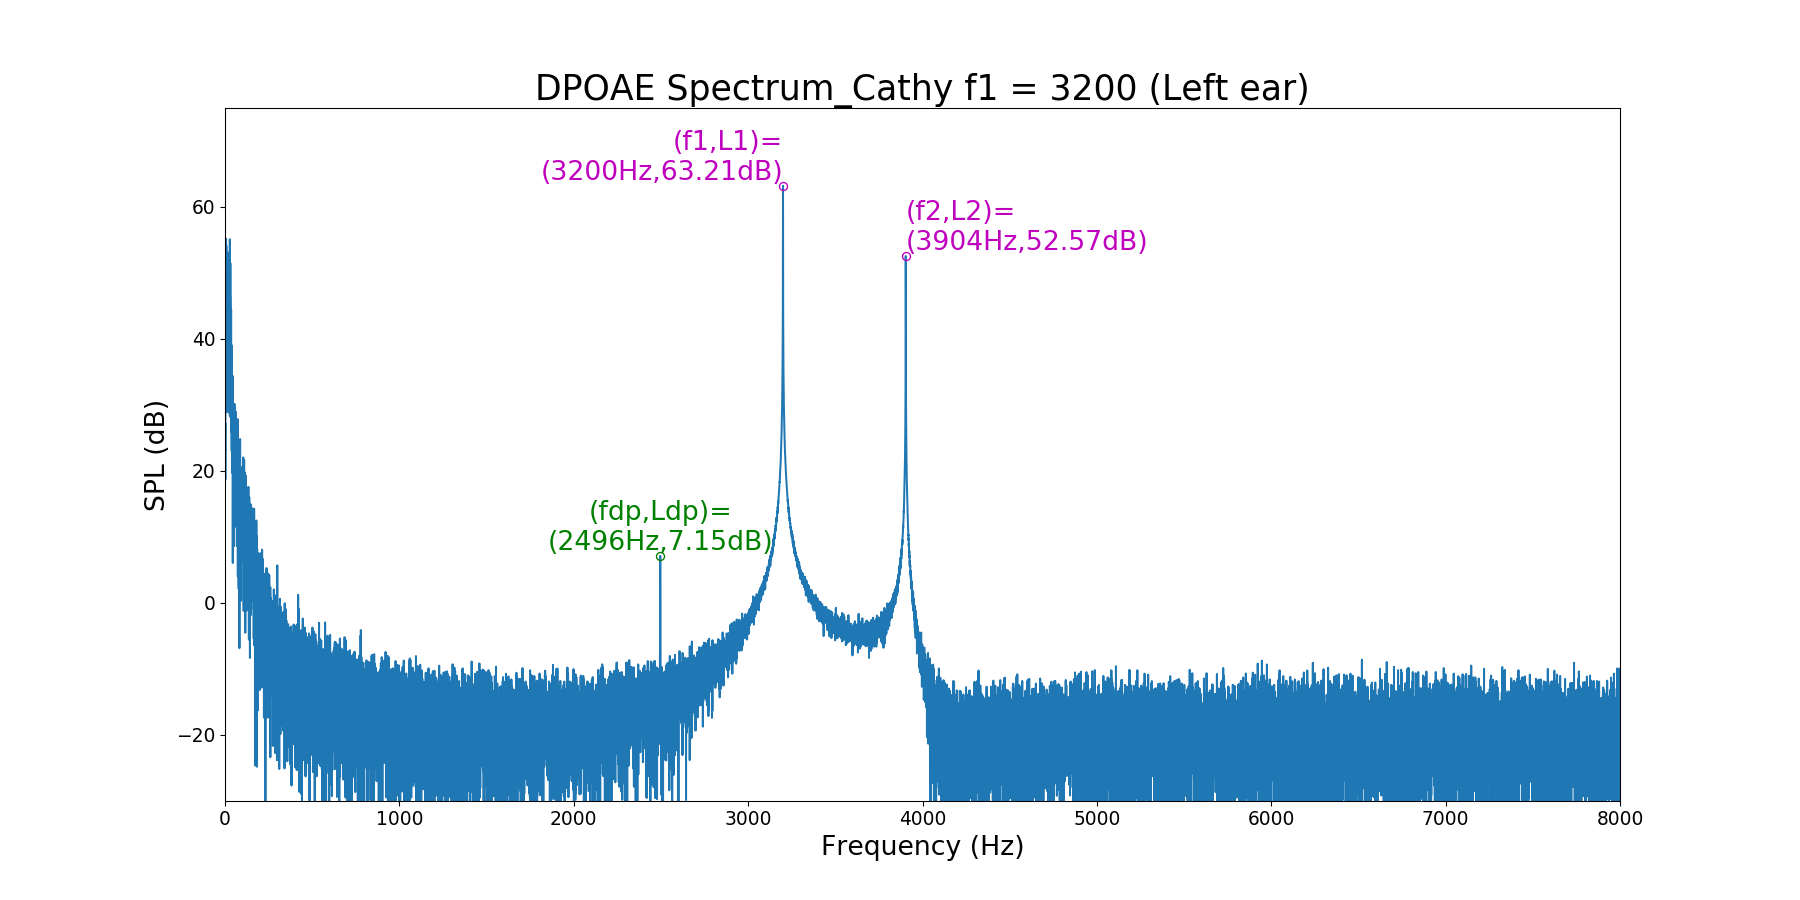 DPOAE Spectrum_Cathy f1 = 3200 (Left ear)
(f1,L1)=
(3200Hz,63.21dB)
(f2,L2)=
(3904Hz,52.57dB)
(fdp,Ldp)=
(2496Hz,7.15dB)
SPL (dB)
60
40
20
0
−20
0 1000 2000 3000 4000 5000 6000 7000 8000
Frequency (Hz)